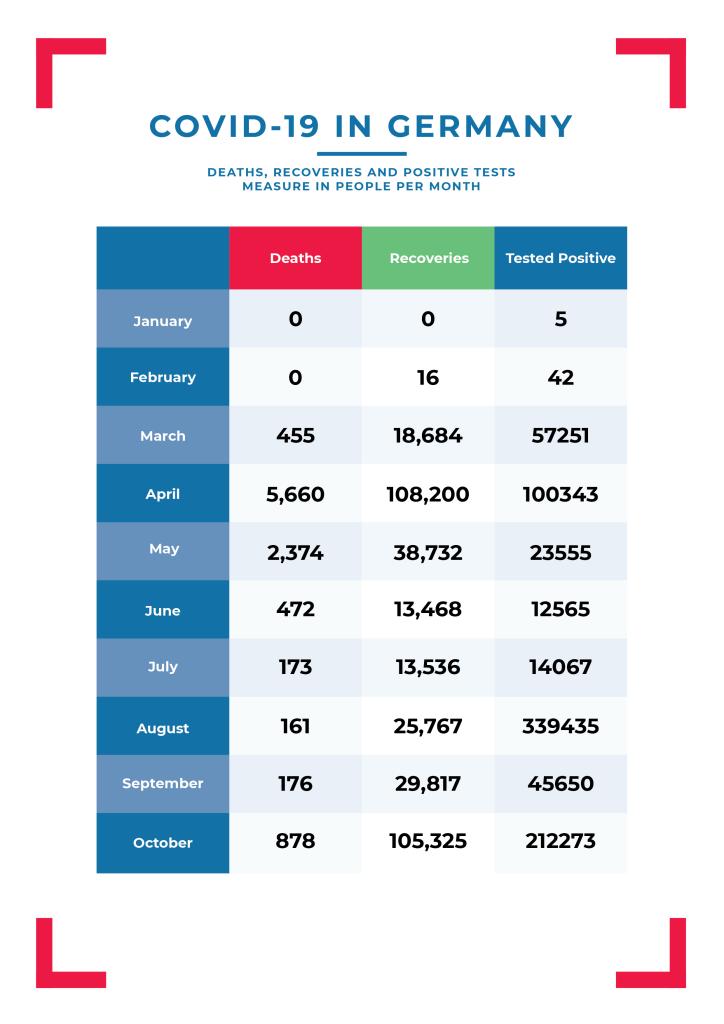 COVID-19 IN GERMANY
DEATHS, RECOVERIES AND POSITIVE TESTS
MEASURE IN PEOPLE PER MONTH
Deaths Recoveries Tested Positive
January 0 0 5
February 0 16 42
March 455 18,684 57251
April 5,660 108,200 100343
May 2,374 38,732 23555
June 472 13,468 12565
July 173 13,536 14067
August 161 25,767 339435
September 176 29,817 45650
October 878 105,325 212273